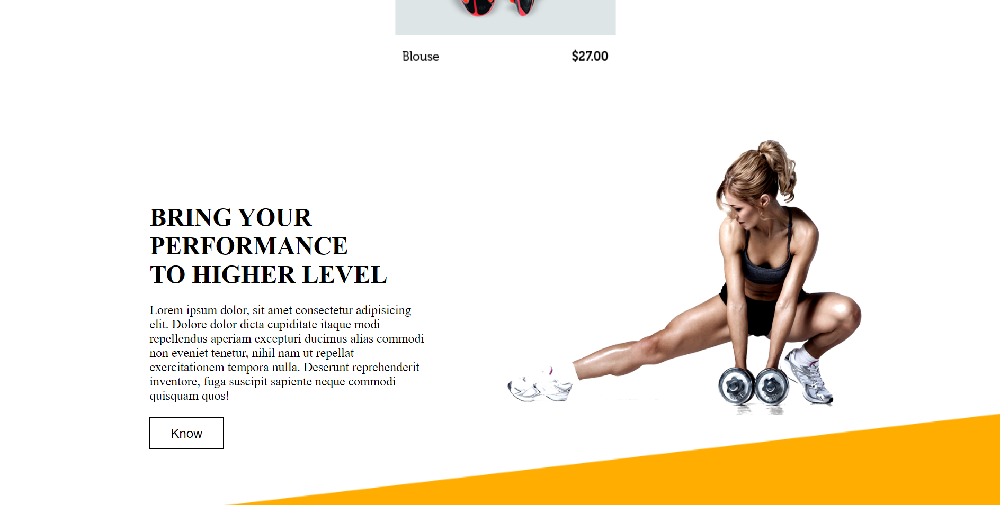 Blouse $27.00
BRING YOUR
PERFORMANCE
TO HIGHER LEVEL
Lorem ipsum dolor, sit amet consectetur adipisicing
elit. Dolore dolor dicta cupiditate itaque modi
repellendus aperiam excepturi ducimus alias commodi
non eveniet tenetur, nihil nam ut repellat
exercitationem tempora nulla. Deserunt reprehenderit
inventore, fuga suscipit sapiente neque commodi
quisquam quos!
Know